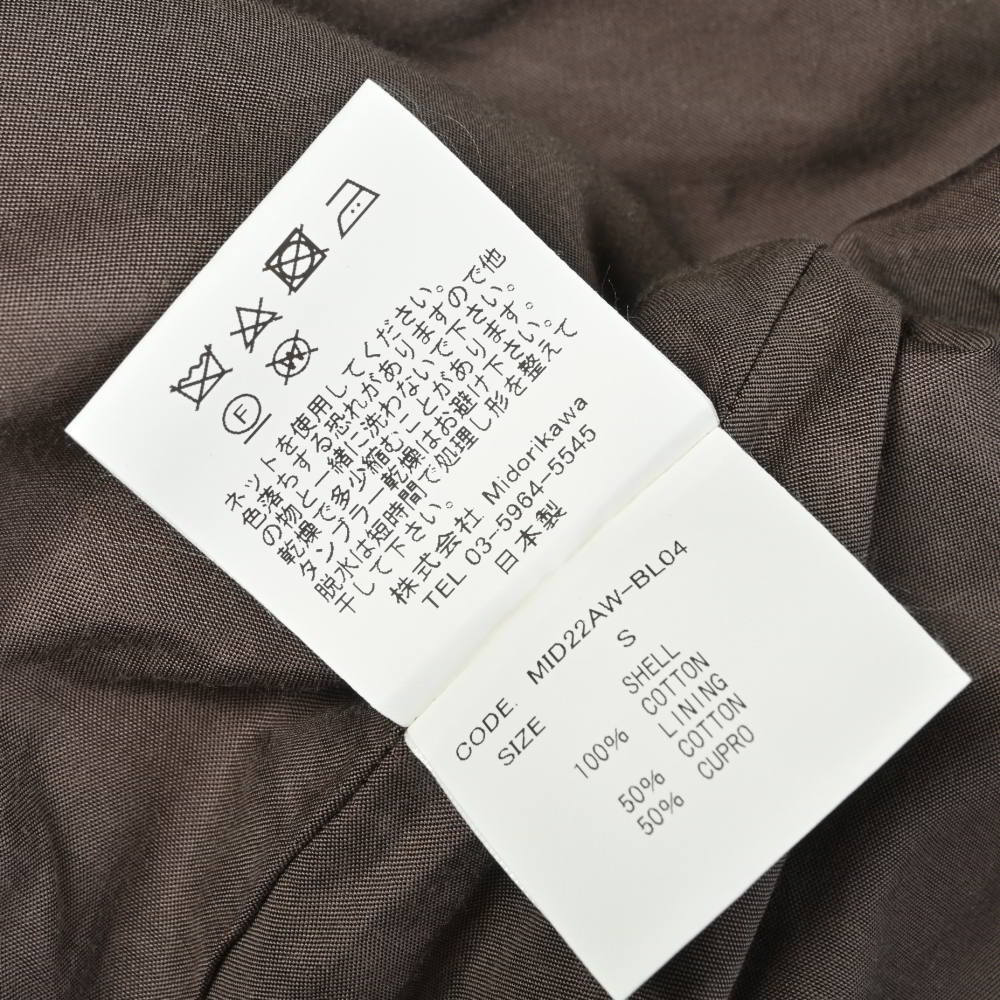 F
W
ネットを使用してください。
色落ちする恐れがありますので他
の物と一緒に洗わないで下さい。
乾燥で多少縮むことがあります。
タンブラー乾燥はお避け下さい。
脱水は短時間で処理し形を整えて
干して下さい。
株式会社 Midorikawa
TEL 03-5964-5545
日本製
CODE. MID22AW-BL04
SIZE S
SHELL
100% COTTON
LINING
50% COTTON
50% CUPRO